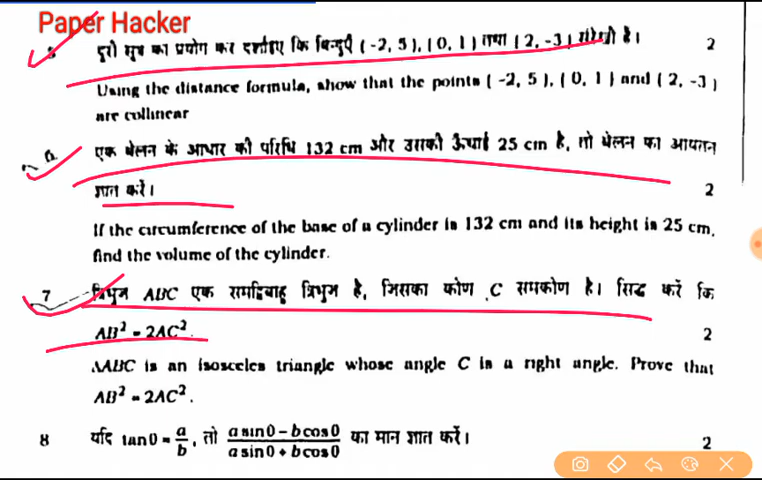 Paper Hacker
दूरी सूत्र का प्रयोग कर दर्शाइए कि बिन्दुएँ (-2, 5), (0, 1) तथा (2, -3) संरेखी है। 2
Using the distance formula, show that the points (-2, 5), (0, 1) and (2, -3)
are collinear
6. एक बेलन के आधार की परिधि 132 cm और उसकी ऊँचाई 25 cm है, तो बेलन का आयतन
ज्ञात करें। 2
If the circumference of the base of a cylinder is 132 cm and its height is 25 cm,
find the volume of the cylinder.
7 त्रिभुज ABC एक समद्विबाहु त्रिभुज है, जिसका कोण C समकोण है। सिद्ध करें कि
AB² = 2AC². 2
△ABC is an isosceles triangle whose angle C is a right angle. Prove that
AB² = 2AC².
8 यदि tanθ = a/b, तो (a sinθ - b cosθ)/(a sinθ + b cosθ) का मान ज्ञात करें। 2